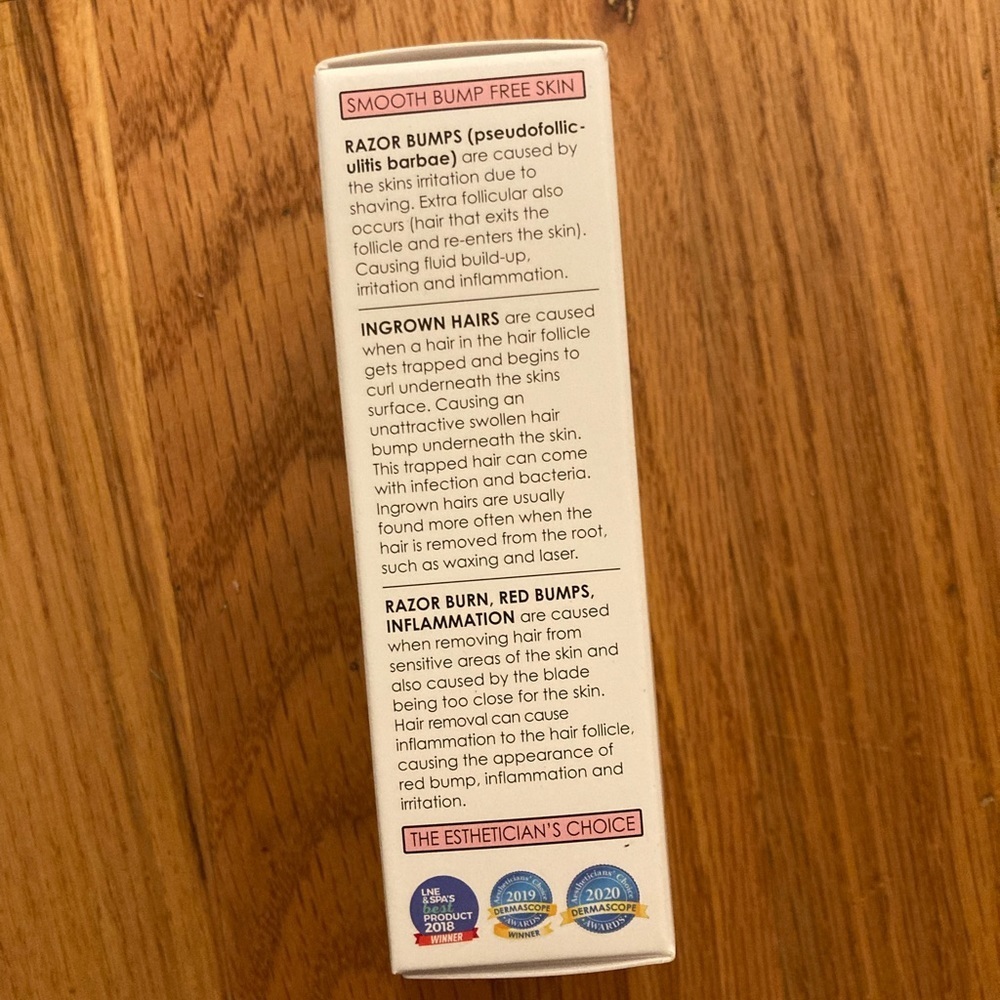 SMOOTH BUMP FREE SKIN
RAZOR BUMPS (pseudofollic-
ulitis barbae) are caused by
the skins irritation due to
shaving. Extra follicular also
occurs (hair that exits the
follicle and re-enters the skin).
Causing fluid build-up,
irritation and inflammation.
INGROWN HAIRS are caused
when a hair in the hair follicle
gets trapped and begins to
curl underneath the skins
surface. Causing an
unattractive swollen hair
bump underneath the skin.
This trapped hair can come
with infection and bacteria.
Ingrown hairs are usually
found more often when the
hair is removed from the root,
such as waxing and laser.
RAZOR BURN, RED BUMPS,
INFLAMMATION are caused
when removing hair from
sensitive areas of the skin and
also caused by the blade
being too close for the skin.
Hair removal can cause
inflammation to the hair follicle,
causing the appearance of
red bump, inflammation and
irritation.
THE ESTHETICIAN'S CHOICE
LNE
&SPA'S
best
PRODUCT
2018
WINNER
Aestheticians' Choice
2019
DERMASCOPE
AWARDS
WINNER
Aestheticians' Choice
2020
DERMASCOPE
AWARDS